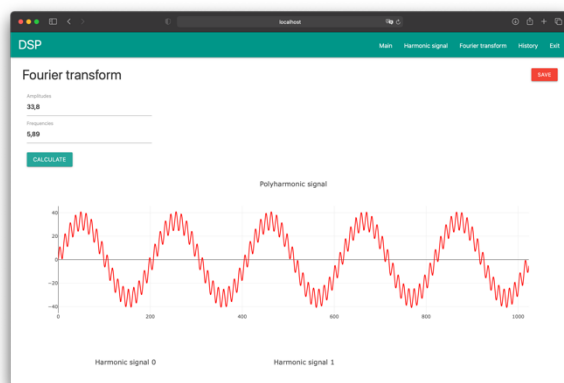 localhost
DSP
Main Harmonic signal Fourier transform History Exit
Fourier transform
SAVE
Amplitudes
33,8
Frequencies
5,89
CALCULATE
Polyharmonic signal
40
20
0
−20
−40
0 200 400 600 800 1000
Harmonic signal 0 Harmonic signal 1